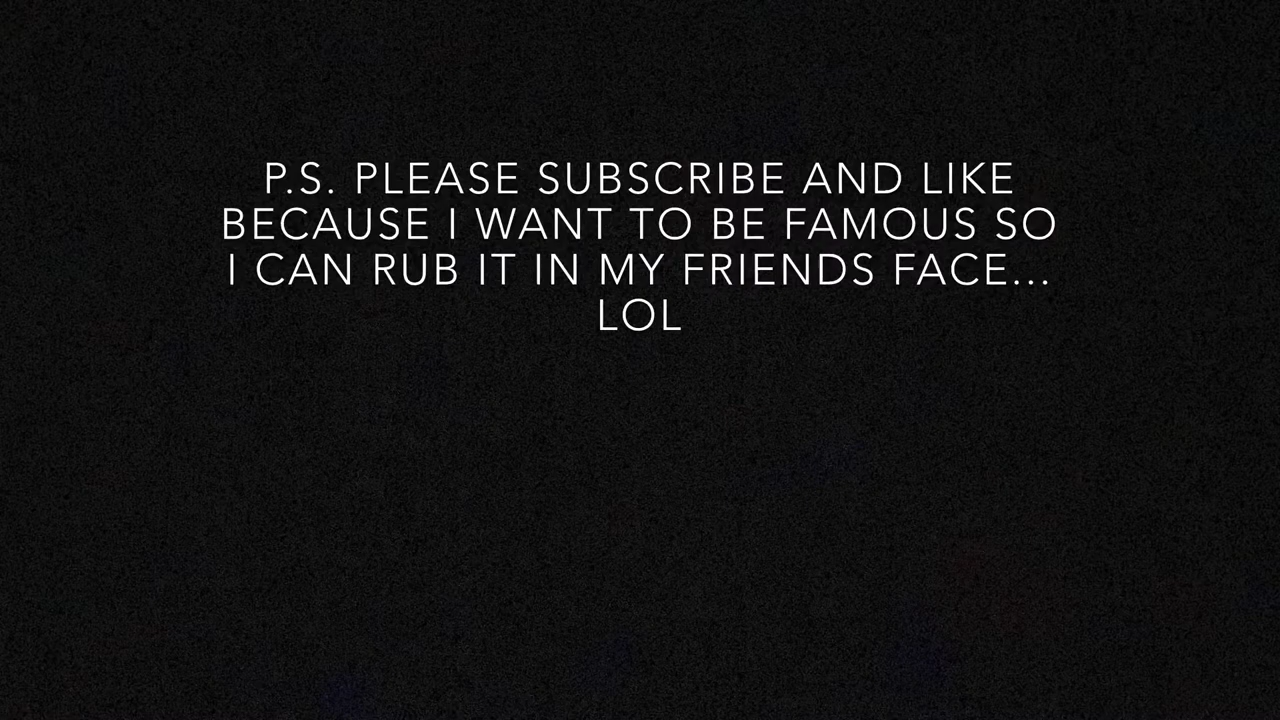 P.S. PLEASE SUBSCRIBE AND LIKE
BECAUSE I WANT TO BE FAMOUS SO
I CAN RUB IT IN MY FRIENDS FACE...
LOL